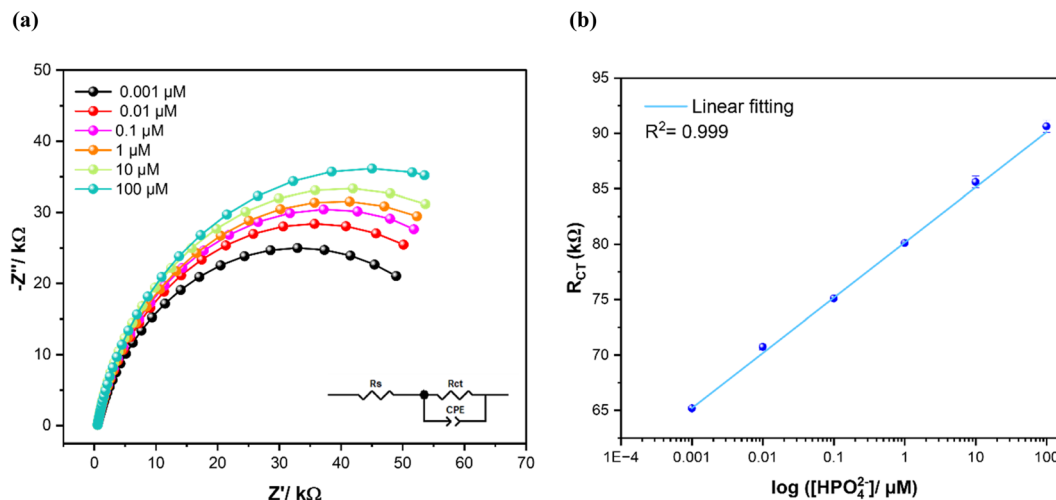 (a)
50
40
30
20
10
0
-Z''/ kΩ
0.001 µM
0.01 µM
0.1 µM
1 µM
10 µM
100 µM
Rs
Rct
CPE
0 10 20 30 40 50 60 70
Z'/ kΩ
(b)
95
90
85
80
75
70
65
R_CT (kΩ)
Linear fitting
R²= 0.999
1E−4 0.001 0.01 0.1 1 10 100
log ([HPO₄²⁻]/ µM)